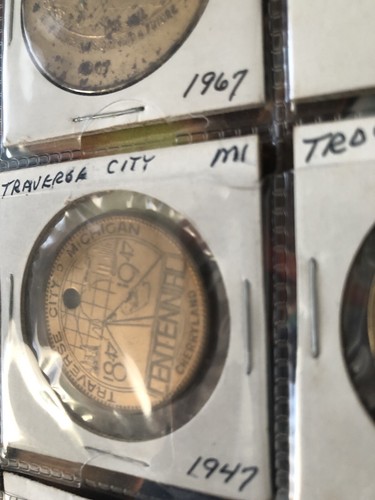 1967
TRAVERSE CITY MI
TRAVERSE CITY, MICHIGAN
1947
1847
CENTENNIAL
CHERRYLAND
1947
TRO